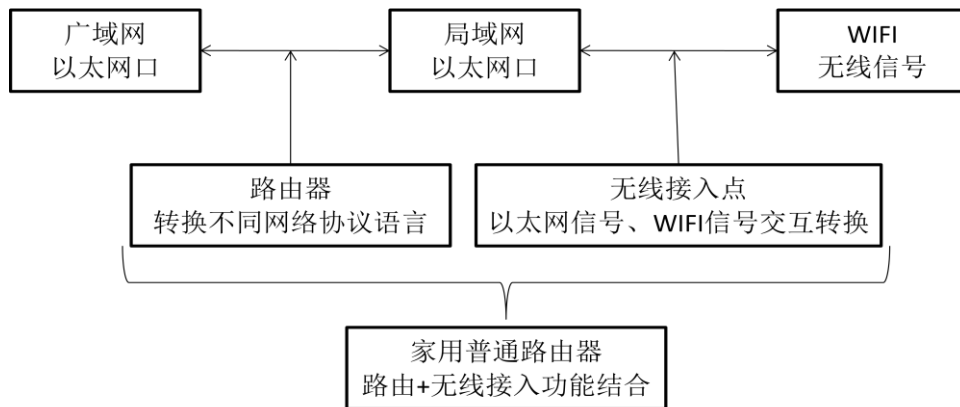 广域网
以太网口
局域网
以太网口
WIFI
无线信号
路由器
转换不同网络协议语言
无线接入点
以太网信号、WIFI信号交互转换
家用普通路由器
路由+无线接入功能结合